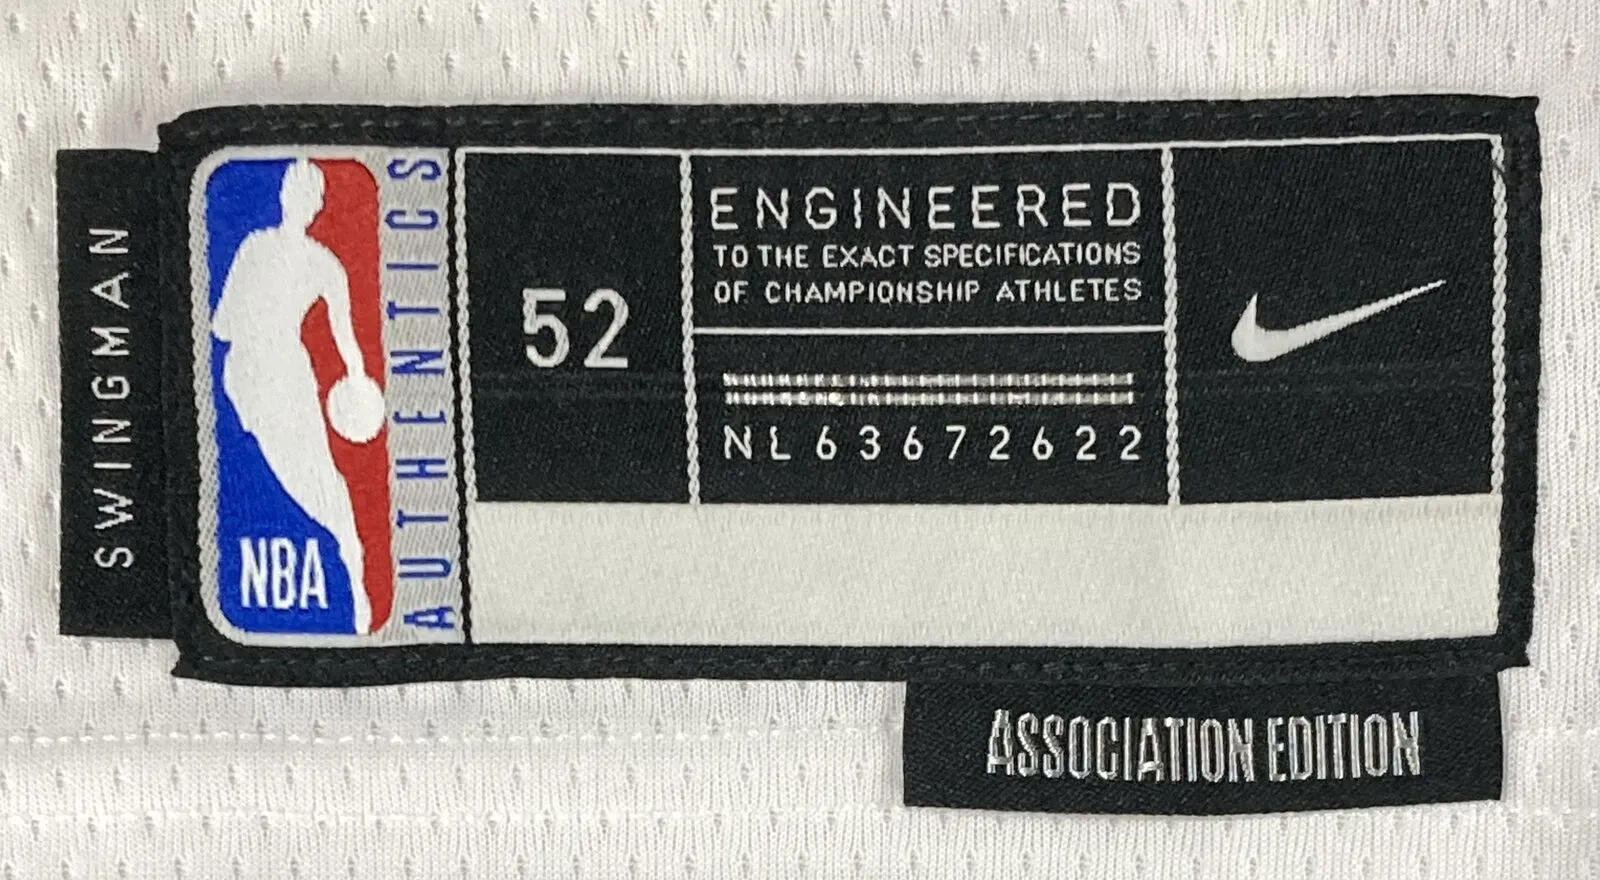 SWINGMAN
NBA
AUTHENTICS
52
ENGINEERED
TO THE EXACT SPECIFICATIONS
OF CHAMPIONSHIP ATHLETES
NL63672622
ASSOCIATION EDITION